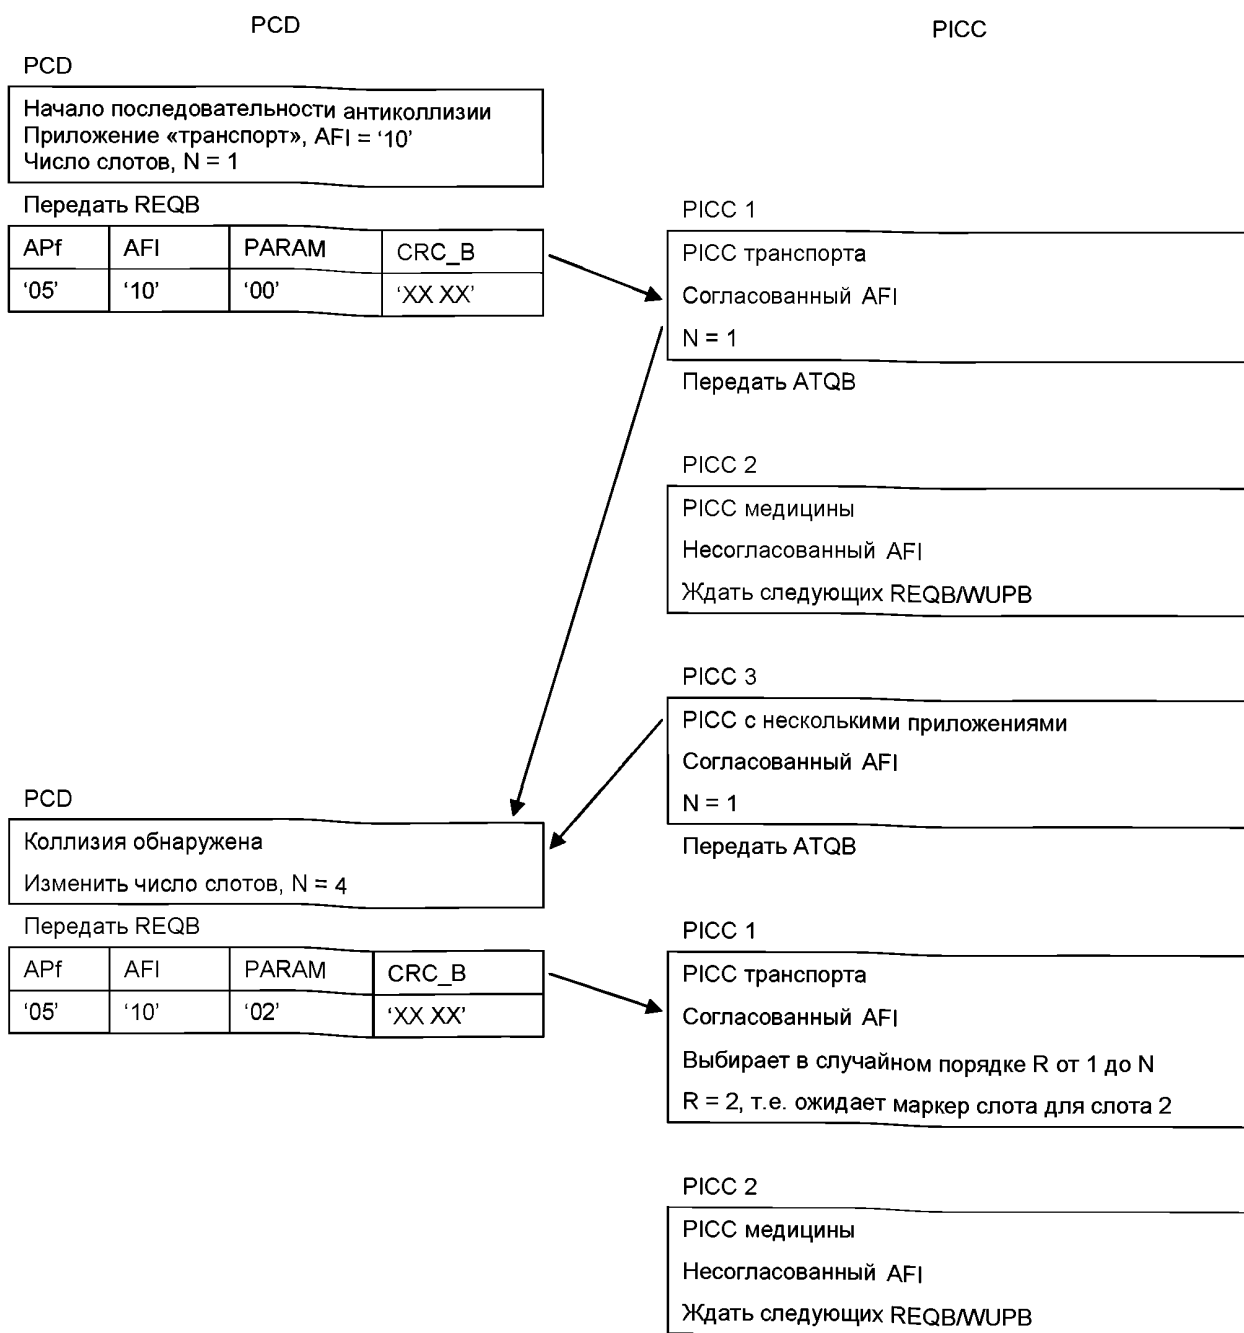 PCD
PICC
PCD
Начало последовательности антиколлизии
Приложение «транспорт», AFI = ‘10’
Число слотов, N = 1
Передать REQB
APf AFI PARAM CRC_B
‘05’ ‘10’ ‘00’ ‘XX XX’
PICC 1
PICC транспорта
Согласованный AFI
N = 1
Передать ATQB
PICC 2
PICC медицины
Несогласованный AFI
Ждать следующих REQB/WUPB
PICC 3
PICC с несколькими приложениями
Согласованный AFI
N = 1
Передать ATQB
PCD
Коллизия обнаружена
Изменить число слотов, N = 4
Передать REQB
APf AFI PARAM CRC_B
‘05’ ‘10’ ‘02’ ‘XX XX’
PICC 1
PICC транспорта
Согласованный AFI
Выбирает в случайном порядке R от 1 до N
R = 2, т.е. ожидает маркер слота для слота 2
PICC 2
PICC медицины
Несогласованный AFI
Ждать следующих REQB/WUPB